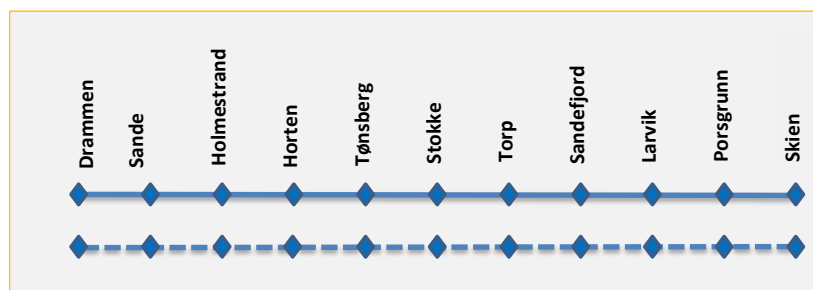 Drammen
Sande
Holmestrand
Horten
Tønsberg
Stokke
Torp
Sandefjord
Larvik
Porsgrunn
Skien